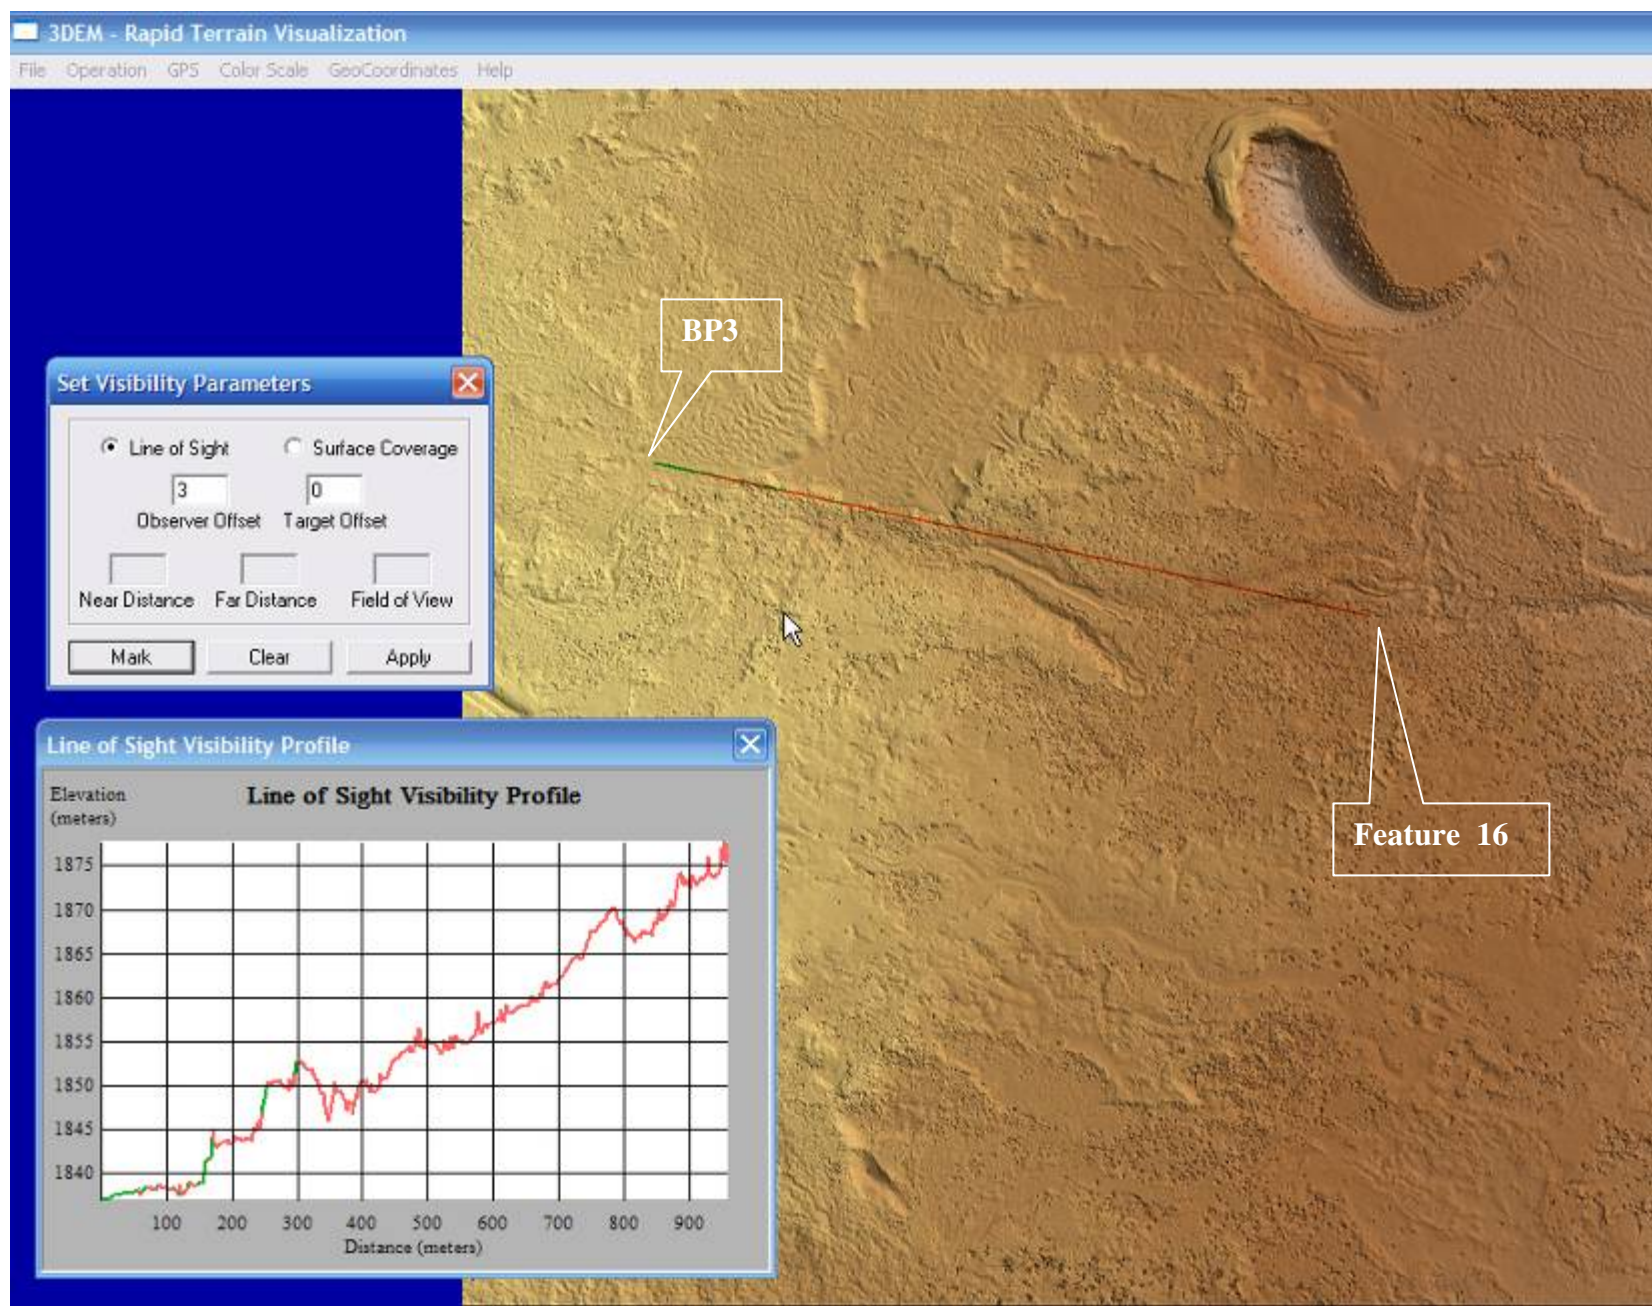 3DEM - Rapid Terrain Visualization
File Operation GPS Color Scale GeoCoordinates Help
BP3
Set Visibility Parameters
Line of Sight Surface Coverage
3 0
Observer Offset Target Offset
Near Distance Far Distance Field of View
Mark Clear Apply
Feature 16
Line of Sight Visibility Profile
Line of Sight Visibility Profile
Elevation
(meters)
1875
1870
1865
1860
1855
1850
1845
1840
100 200 300 400 500 600 700 800 900
Distance (meters)